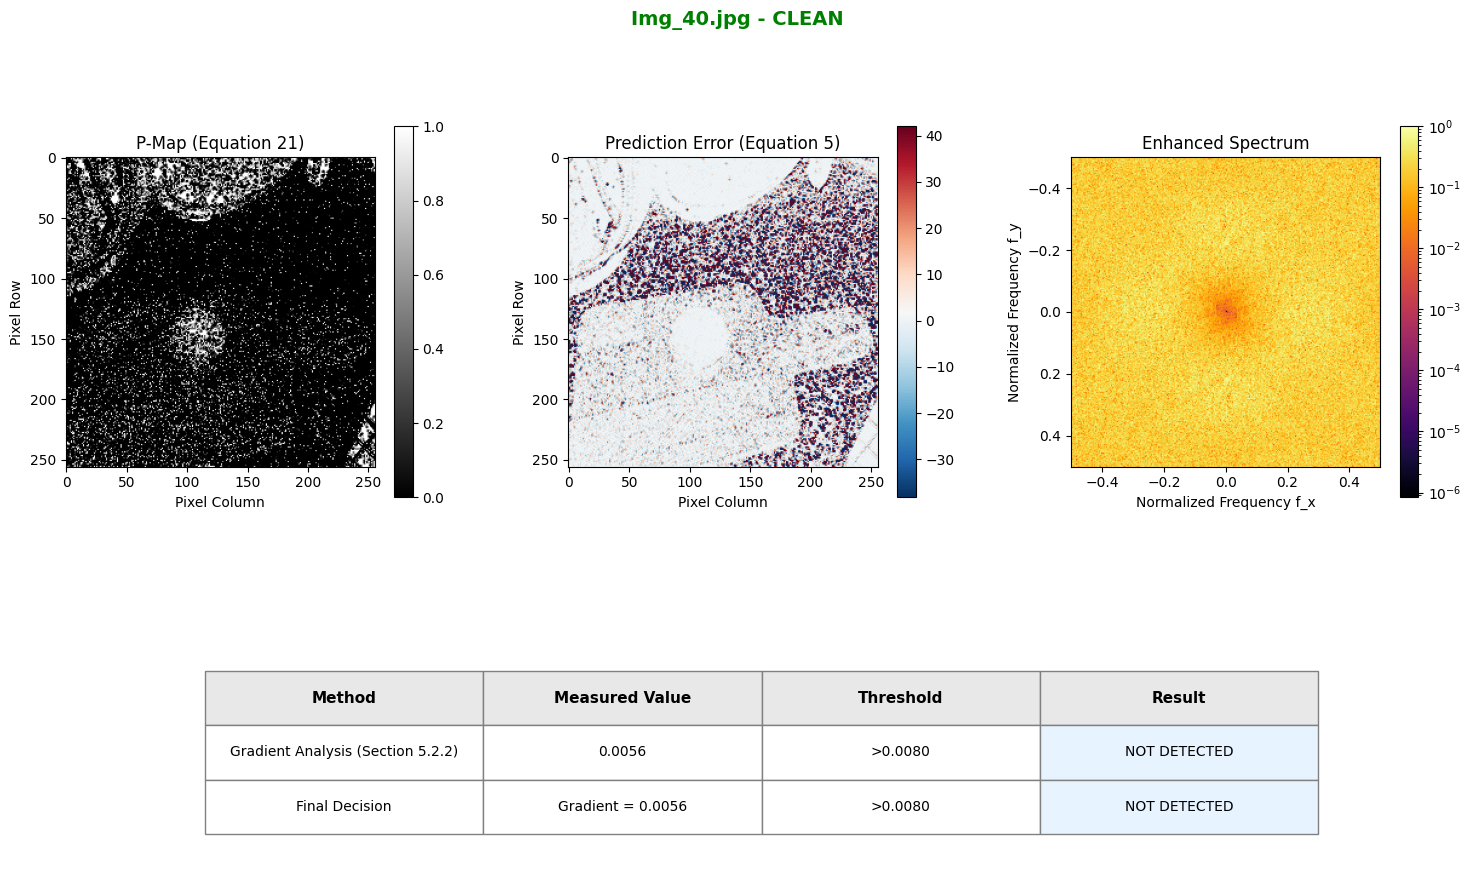 Img_40.jpg - CLEAN
P-Map (Equation 21)
0
50
100
150
200
250
0 50 100 150 200 250
Pixel Row
Pixel Column
1.0
0.8
0.6
0.4
0.2
0.0
Prediction Error (Equation 5)
0
50
100
150
200
250
0 50 100 150 200 250
Pixel Row
Pixel Column
40
30
20
10
0
−10
−20
−30
Enhanced Spectrum
−0.4
−0.2
0.0
0.2
0.4
−0.4 −0.2 0.0 0.2 0.4
Normalized Frequency f_y
Normalized Frequency f_x
10⁰
10⁻¹
10⁻²
10⁻³
10⁻⁴
10⁻⁵
10⁻⁶
Method Measured Value Threshold Result
Gradient Analysis (Section 5.2.2) 0.0056 >0.0080 NOT DETECTED
Final Decision Gradient = 0.0056 >0.0080 NOT DETECTED